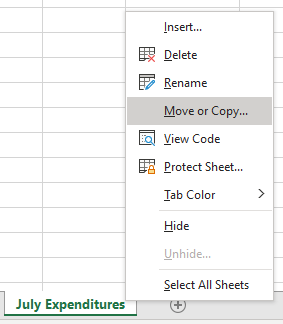 Insert...
Delete
Rename
Move or Copy...
View Code
Protect Sheet...
Tab Color
Hide
Unhide...
Select All Sheets
July Expenditures